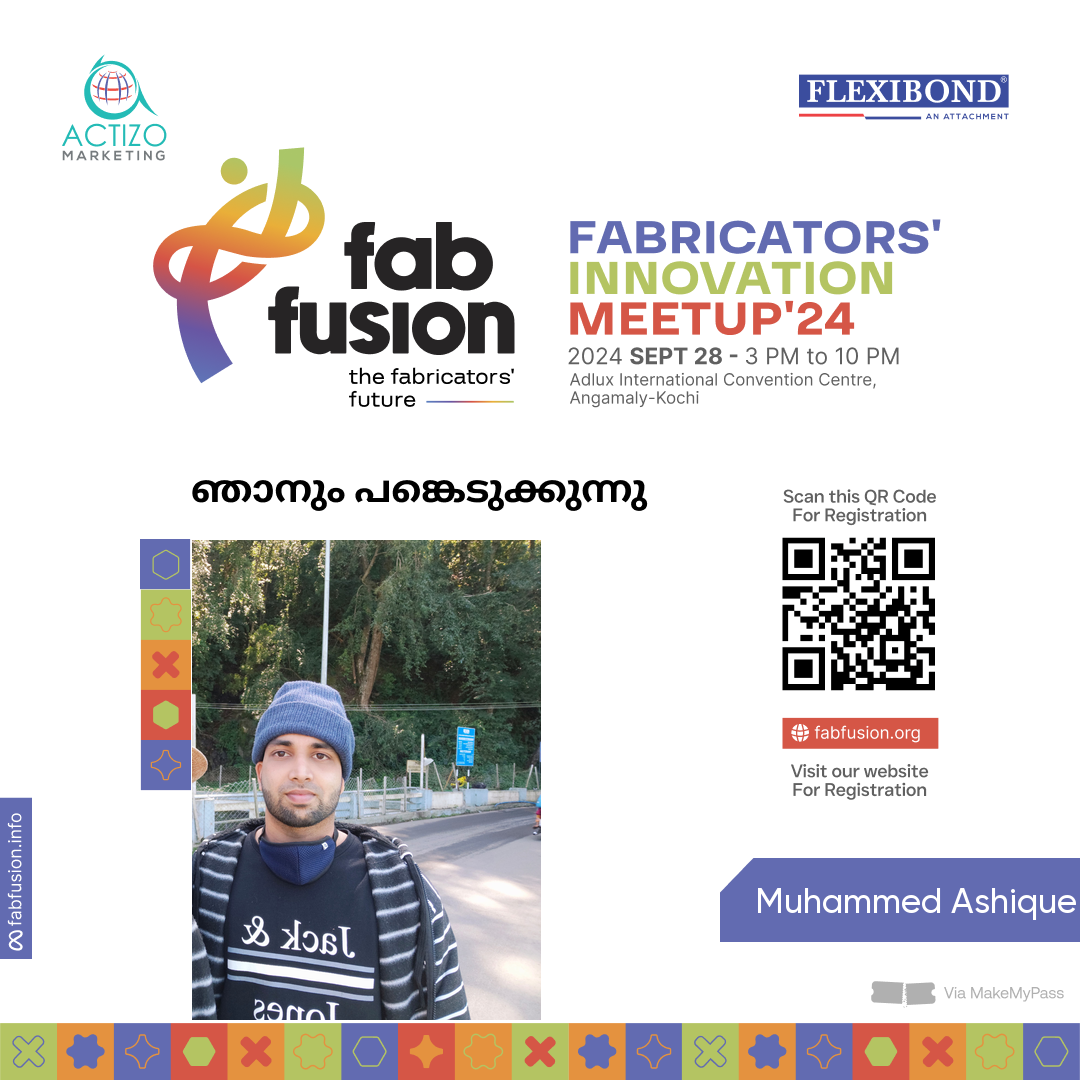 ACTIZO
MARKETING
FLEXIBOND®
AN ATTACHMENT
fab
fusion
the fabricators'
future
FABRICATORS'
INNOVATION
MEETUP'24
2024 SEPT 28 - 3 PM to 10 PM
Adlux International Convention Centre,
Angamaly-Kochi
ഞാനും പങ്കെടുക്കുന്നു
Scan this QR Code
For Registration
fabfusion.org
Visit our website
For Registration
Jack &
Jones
fabfusion.info
Muhammed Ashique
Via MakeMyPass